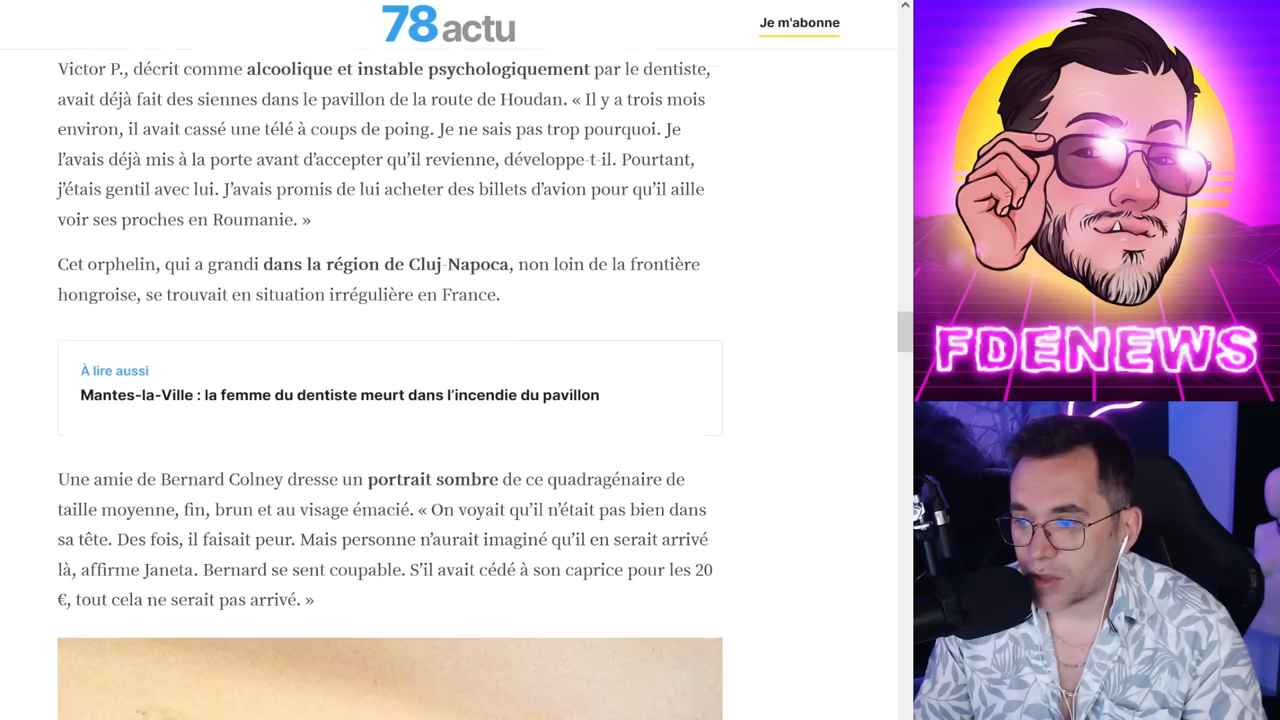 78 actu
Je m'abonne
Victor P., décrit comme alcoolique et instable psychologiquement par le dentiste,
avait déjà fait des siennes dans le pavillon de la route de Houdan. « Il y a trois mois
environ, il avait cassé une télé à coups de poing. Je ne sais pas trop pourquoi. Je
l’avais déjà mis à la porte avant d’accepter qu’il revienne, développe-t-il. Pourtant,
j’étais gentil avec lui. J’avais promis de lui acheter des billets d’avion pour qu’il aille
voir ses proches en Roumanie. »
Cet orphelin, qui a grandi dans la région de Cluj-Napoca, non loin de la frontière
hongroise, se trouvait en situation irrégulière en France.
À lire aussi
Mantes-la-Ville : la femme du dentiste meurt dans l’incendie du pavillon
Une amie de Bernard Colney dresse un portrait sombre de ce quadragénaire de
taille moyenne, fin, brun et au visage émacié. « On voyait qu’il n’était pas bien dans
sa tête. Des fois, il faisait peur. Mais personne n’aurait imaginé qu’il en serait arrivé
là, affirme Janeta. Bernard se sent coupable. S’il avait cédé à son caprice pour les 20
€, tout cela ne serait pas arrivé. »
FDENEWS